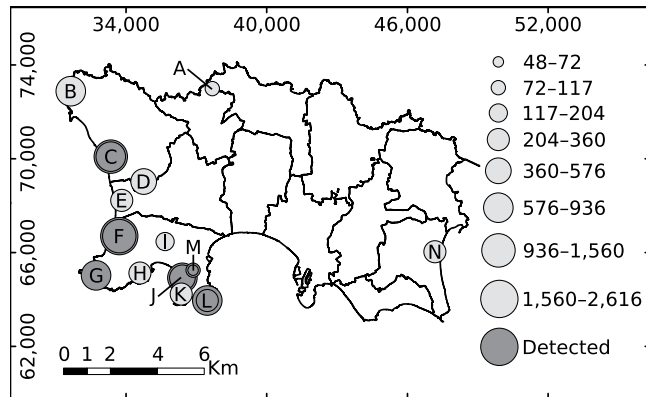 34,000 40,000 46,000 52,000
74,000
70,000
66,000
62,000
A
B
C
D
E
F
G
H
I
J
K
L
M
N
0 1 2 4 6
Km
48–72
72–117
117–204
204–360
360–576
576–936
936–1,560
1,560–2,616
Detected